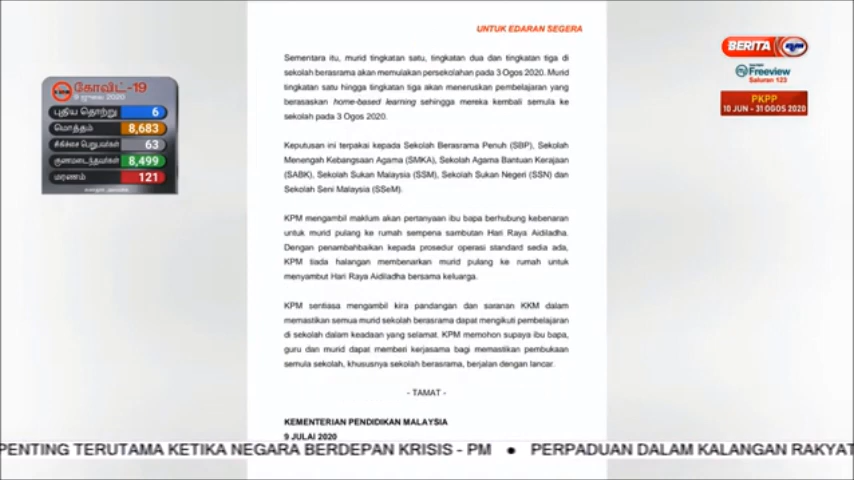 UNTUK EDARAN SEGERA
Sementara itu, murid tingkatan satu, tingkatan dua dan tingkatan tiga di
sekolah berasrama akan memulakan persekolahan pada 3 Ogos 2020. Murid
tingkatan satu hingga tingkatan tiga akan meneruskan pembelajaran yang
berasaskan home-based learning sehingga mereka kembali semula ke
sekolah pada 3 Ogos 2020.
Keputusan ini terpakai kepada Sekolah Berasrama Penuh (SBP), Sekolah
Menengah Kebangsaan Agama (SMKA), Sekolah Agama Bantuan Kerajaan
(SABK), Sekolah Sukan Malaysia (SSM), Sekolah Sukan Negeri (SSN) dan
Sekolah Seni Malaysia (SSeM).
KPM mengambil maklum akan pertanyaan ibu bapa berhubung kebenaran
untuk murid pulang ke rumah sempena sambutan Hari Raya Aidiladha.
Dengan penambahbaikan kepada prosedur operasi standard sedia ada,
KPM tiada halangan membenarkan murid pulang ke rumah untuk
menyambut Hari Raya Aidiladha bersama keluarga.
KPM sentiasa mengambil kira pandangan dan saranan KKM dalam
memastikan semua murid sekolah berasrama dapat mengikuti pembelajaran
di sekolah dalam keadaan yang selamat. KPM memohon supaya ibu bapa,
guru dan murid dapat memberi kerjasama bagi memastikan pembukaan
semula sekolah, khususnya sekolah berasrama, berjalan dengan lancar.
- TAMAT -
KEMENTERIAN PENDIDIKAN MALAYSIA
9 JULAI 2020
கோவிட்-19
9 ஜூலை 2020
புதிய தொற்று 6
மொத்தம் 8,683
சிகிச்சை பெறுபவர்கள் 63
குணமடைந்தவர்கள் 8,499
மரணம் 121
BERITA
Freeview
Saluran 123
PKPP
10 JUN - 31 OGOS 2020
PENTING TERUTAMA KETIKA NEGARA BERDEPAN KRISIS - PM ● PERPADUAN DALAM KALANGAN RAKYAT